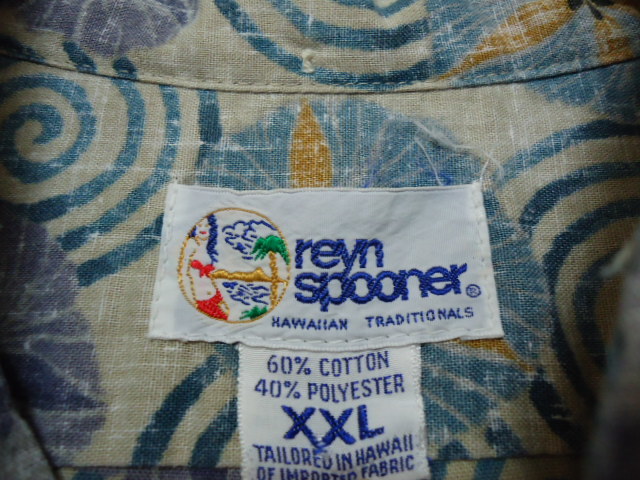 reyn
spooner®
HAWAIIAN TRADITIONALS
60% COTTON
40% POLYESTER
XXL
TAILORED IN HAWAII
OF IMPORTED FABRIC